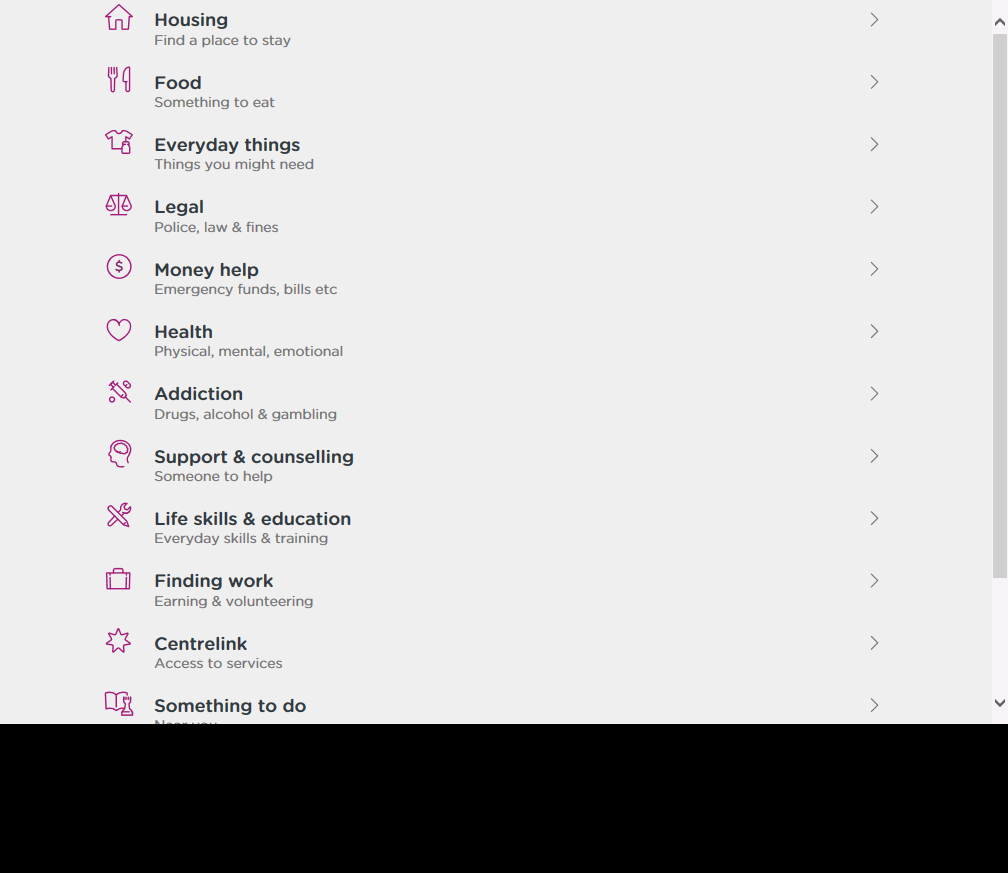 Housing
Find a place to stay
Food
Something to eat
Everyday things
Things you might need
Legal
Police, law & fines
Money help
Emergency funds, bills etc
Health
Physical, mental, emotional
Addiction
Drugs, alcohol & gambling
Support & counselling
Someone to help
Life skills & education
Everyday skills & training
Finding work
Earning & volunteering
Centrelink
Access to services
Something to do
Near you